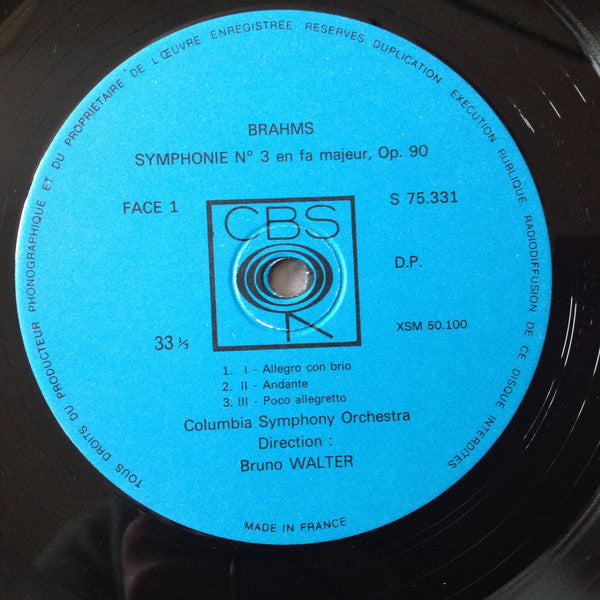 TOUS DROITS DU PRODUCTEUR PHONOGRAPHIQUE ET DU PROPRIÉTAIRE DE L'ŒUVRE ENREGISTRÉE RÉSERVÉS DUPLICATION EXÉCUTION PUBLIQUE RADIODIFFUSION DE CE DISQUE INTERDITES
BRAHMS
SYMPHONIE N° 3 en fa majeur, Op. 90
FACE 1
S 75.331
CBS
D.P.
33 ⅓
XSM 50.100
1. I - Allegro con brio
2. II - Andante
3. III - Poco allegretto
Columbia Symphony Orchestra
Direction :
Bruno WALTER
MADE IN FRANCE